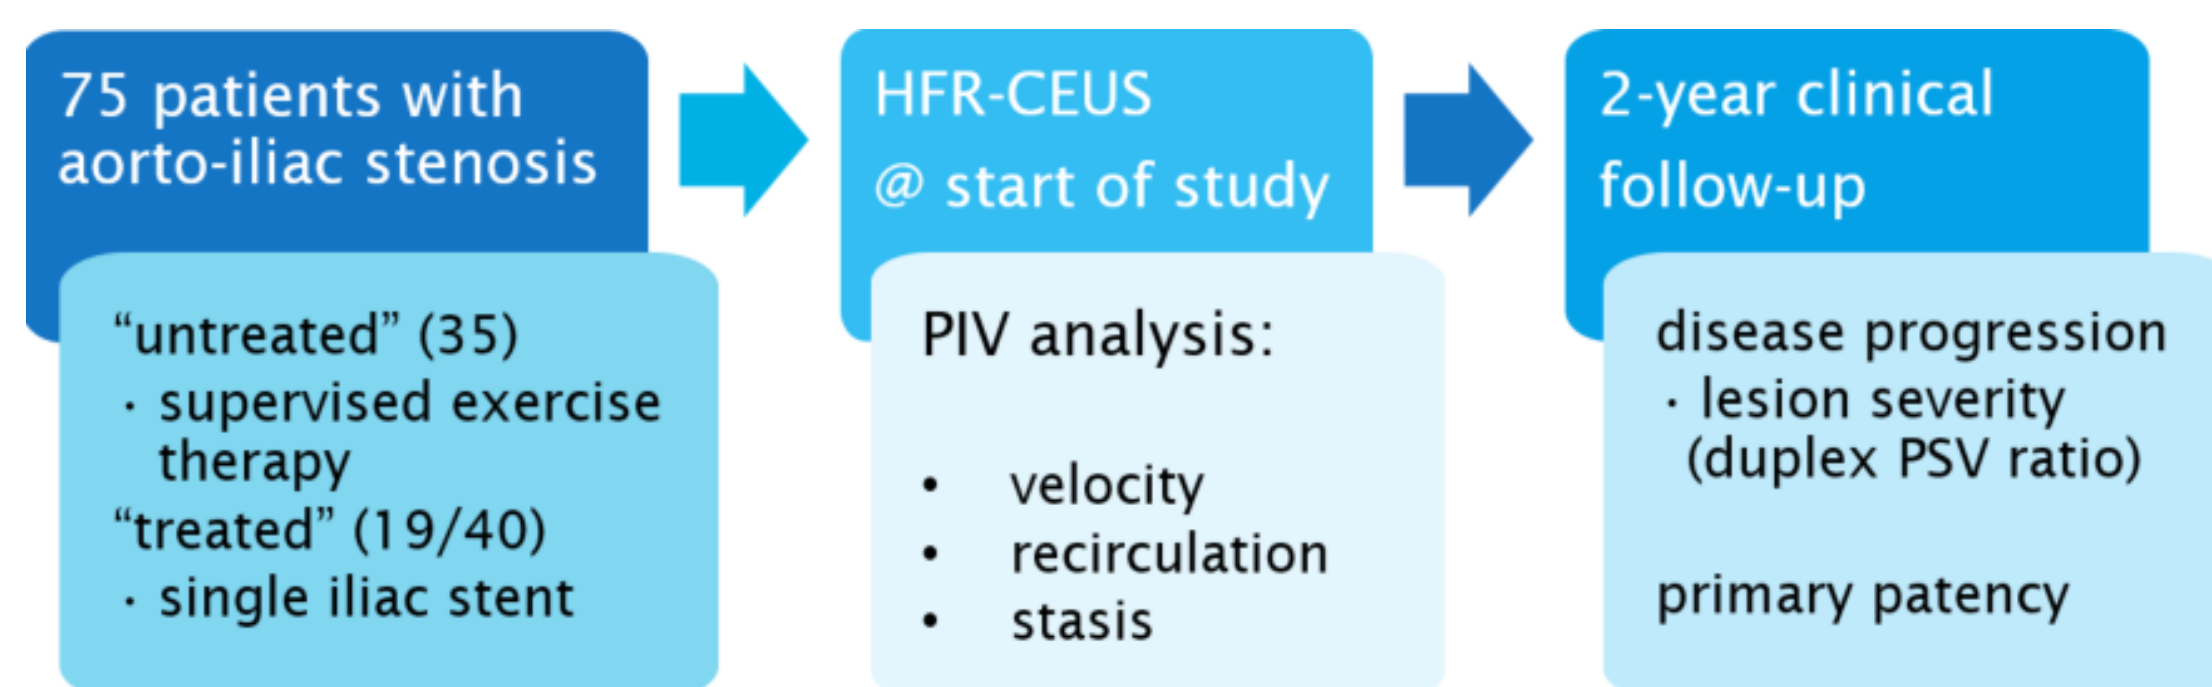 75 patients with
aorto-iliac stenosis
“untreated” (35)
· supervised exercise
therapy
“treated” (19/40)
· single iliac stent
HFR-CEUS
@ start of study
PIV analysis:
• velocity
• recirculation
• stasis
2-year clinical
follow-up
disease progression
· lesion severity
(duplex PSV ratio)
primary patency